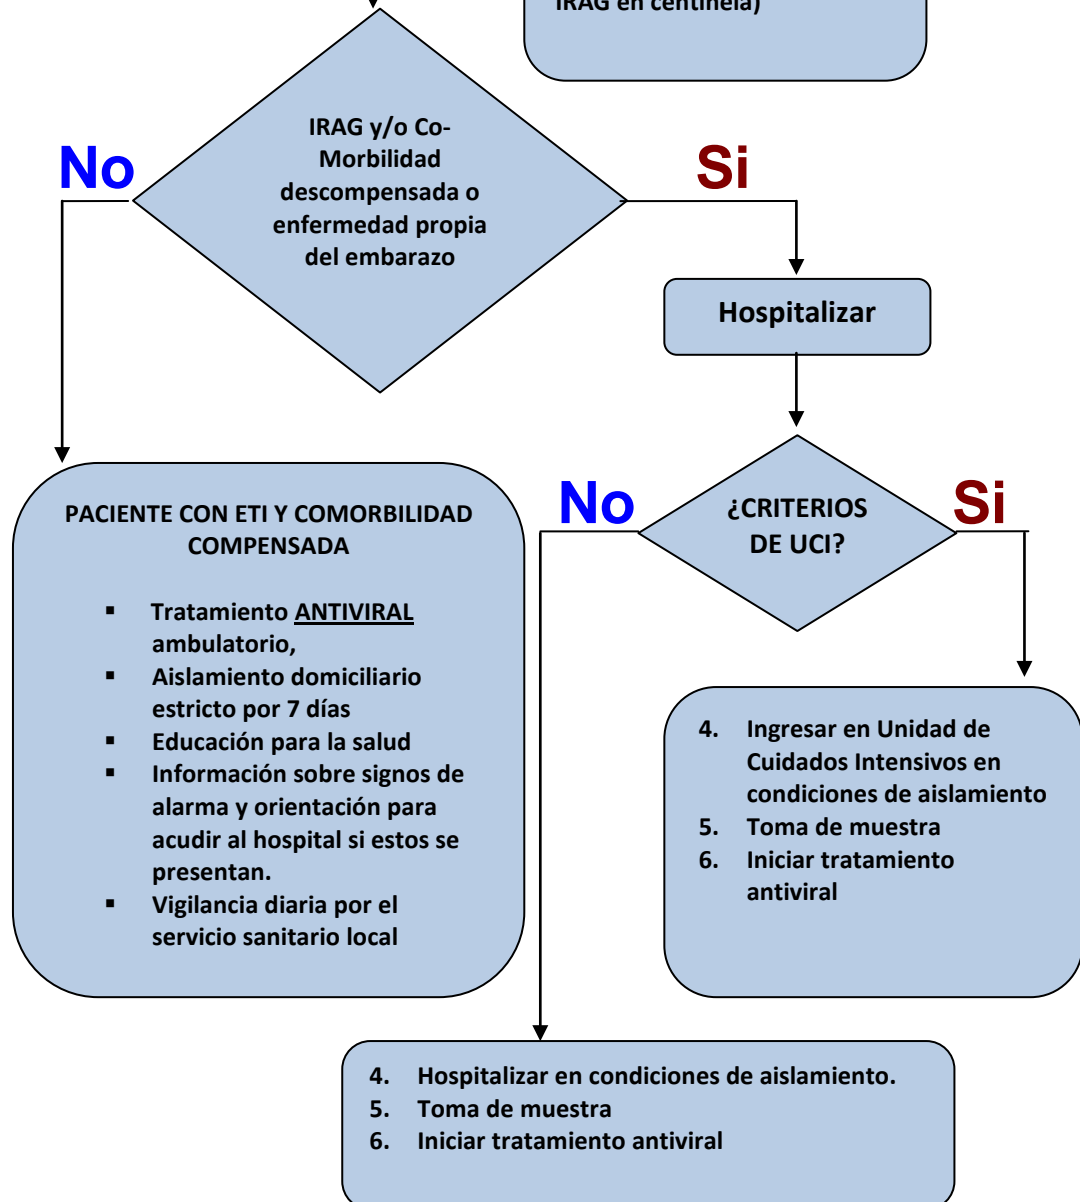 IRAG en centinela)
IRAG y/o Co-
Morbilidad
descompensada o
enfermedad propia
del embarazo
No
Si
Hospitalizar
No
¿CRITERIOS
DE UCI?
Si
PACIENTE CON ETI Y COMORBILIDAD
COMPENSADA
▪ Tratamiento ANTIVIRAL
ambulatorio,
▪ Aislamiento domiciliario
estricto por 7 días
▪ Educación para la salud
▪ Información sobre signos de
alarma y orientación para
acudir al hospital si estos se
presentan.
▪ Vigilancia diaria por el
servicio sanitario local
4. Ingresar en Unidad de
Cuidados Intensivos en
condiciones de aislamiento
5. Toma de muestra
6. Iniciar tratamiento
antiviral
4. Hospitalizar en condiciones de aislamiento.
5. Toma de muestra
6. Iniciar tratamiento antiviral